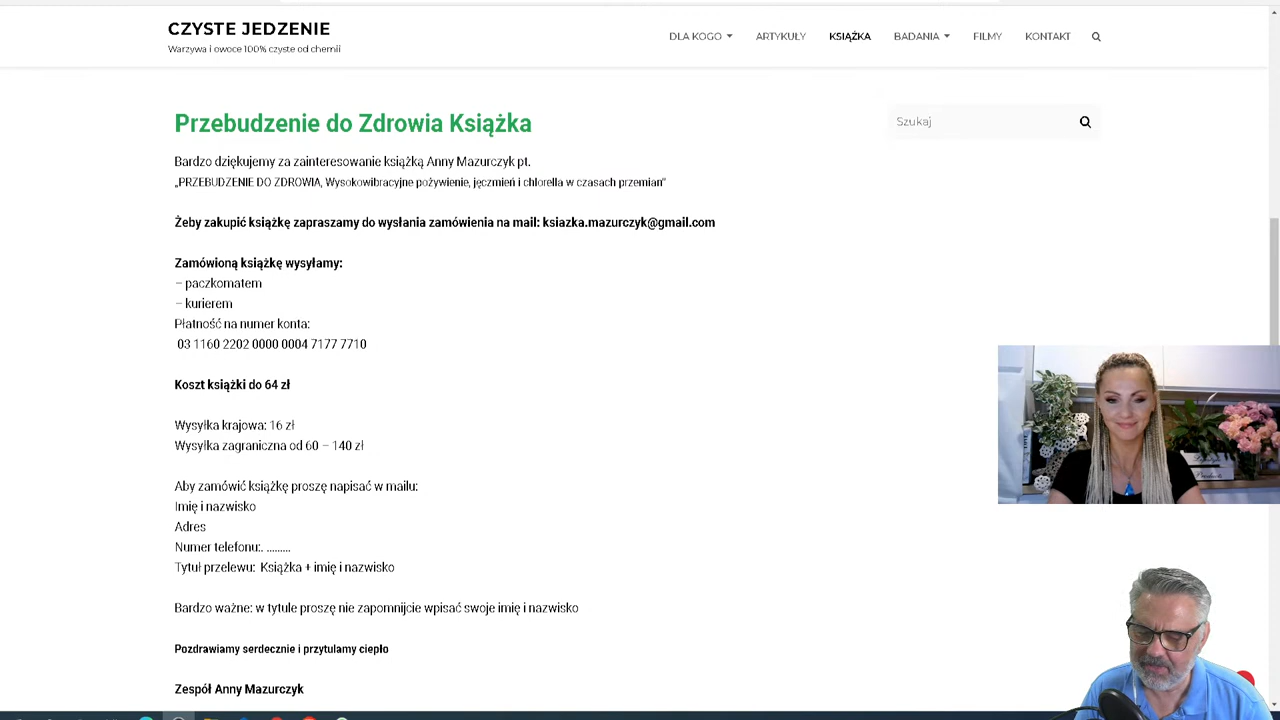 CZYSTE JEDZENIE
Warzywa i owoce 100% czyste od chemii
DLA KOGO ARTYKUŁY KSIĄŻKA BADANIA FILMY KONTAKT
Przebudzenie do Zdrowia Książka
Szukaj
Bardzo dziękujemy za zainteresowanie książką Anny Mazurczyk pt.
„PRZEBUDZENIE DO ZDROWIA, Wysokowibracyjne pożywienie, jęczmień i chlorella w czasach przemian”
Żeby zakupić książkę zapraszamy do wysłania zamówienia na mail: ksiazka.mazurczyk@gmail.com
Zamówioną książkę wysyłamy:
– paczkomatem
– kurierem
Płatność na numer konta:
03 1160 2202 0000 0004 7177 7710
Koszt książki do 64 zł
Wysyłka krajowa: 16 zł
Wysyłka zagraniczna od 60 – 140 zł
Aby zamówić książkę proszę napisać w mailu:
Imię i nazwisko
Adres
Numer telefonu:. .........
Tytuł przelewu: Książka + imię i nazwisko
Bardzo ważne: w tytule proszę nie zapomnijcie wpisać swoje imię i nazwisko
Pozdrawiamy serdecznie i przytulamy ciepło
Zespół Anny Mazurczyk